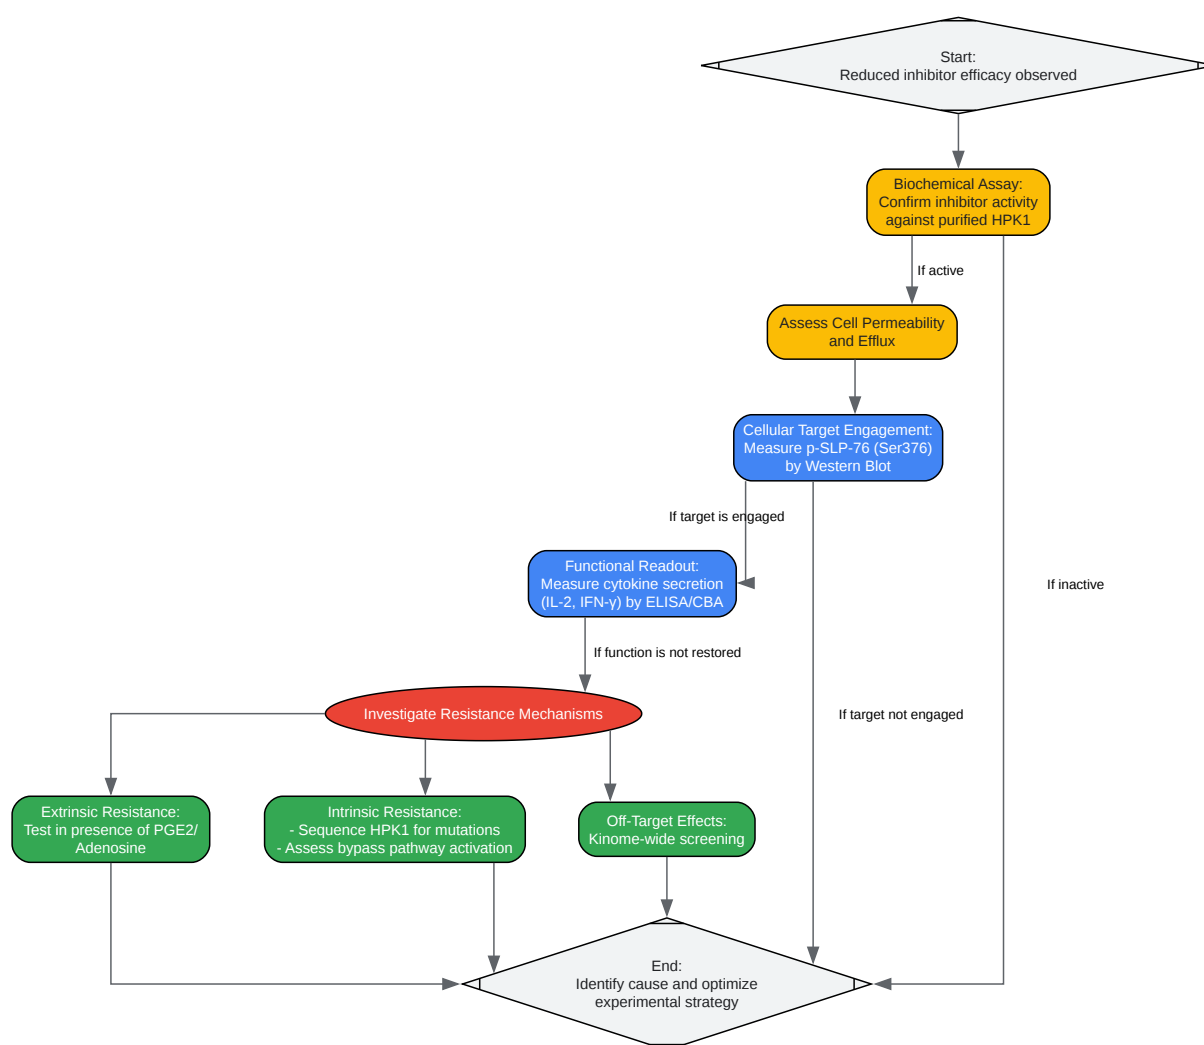 Start:
Reduced inhibitor efficacy observed
Biochemical Assay:
Confirm inhibitor activity
against purified HPK1
If active
Assess Cell Permeability
and Efflux
Cellular Target Engagement:
Measure p-SLP-76 (Ser376)
by Western Blot
If target is engaged
Functional Readout:
Measure cytokine secretion
(IL-2, IFN-γ) by ELISA/CBA
If inactive
If function is not restored
Investigate Resistance Mechanisms
If target not engaged
Extrinsic Resistance:
Test in presence of PGE2/
Adenosine
Intrinsic Resistance:
- Sequence HPK1 for mutations
- Assess bypass pathway activation
Off-Target Effects:
Kinome-wide screening
End:
Identify cause and optimize
experimental strategy